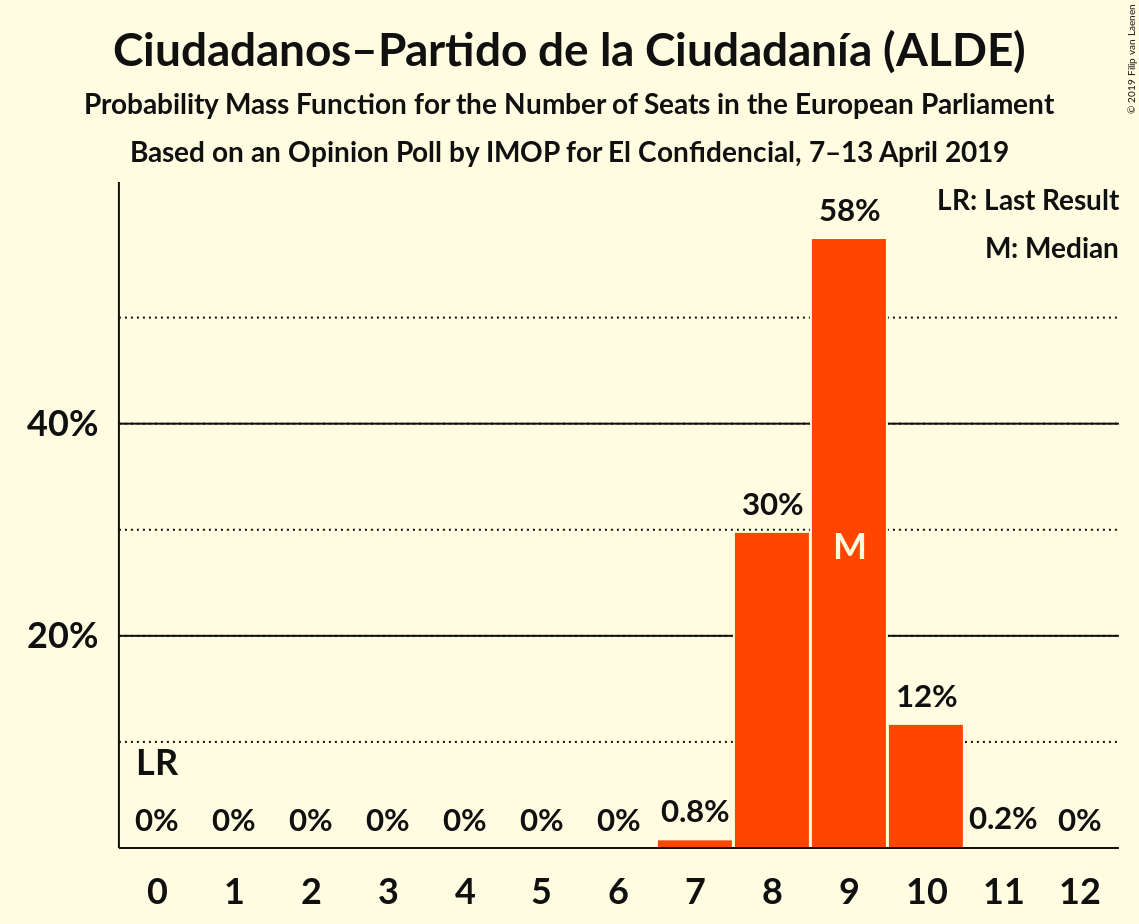 Ciudadanos–Partido de la Ciudadanía (ALDE)
Probability Mass Function for the Number of Seats in the European Parliament
Based on an Opinion Poll by IMOP for El Confidencial, 7–13 April 2019
© 2019 Filip van Laenen
LR: Last Result
M: Median
58%
40%
30%
M
20%
12%
LR
0% 0% 0% 0% 0% 0% 0% 0.8% 0.2% 0%
0 1 2 3 4 5 6 7 8 9 10 11 12